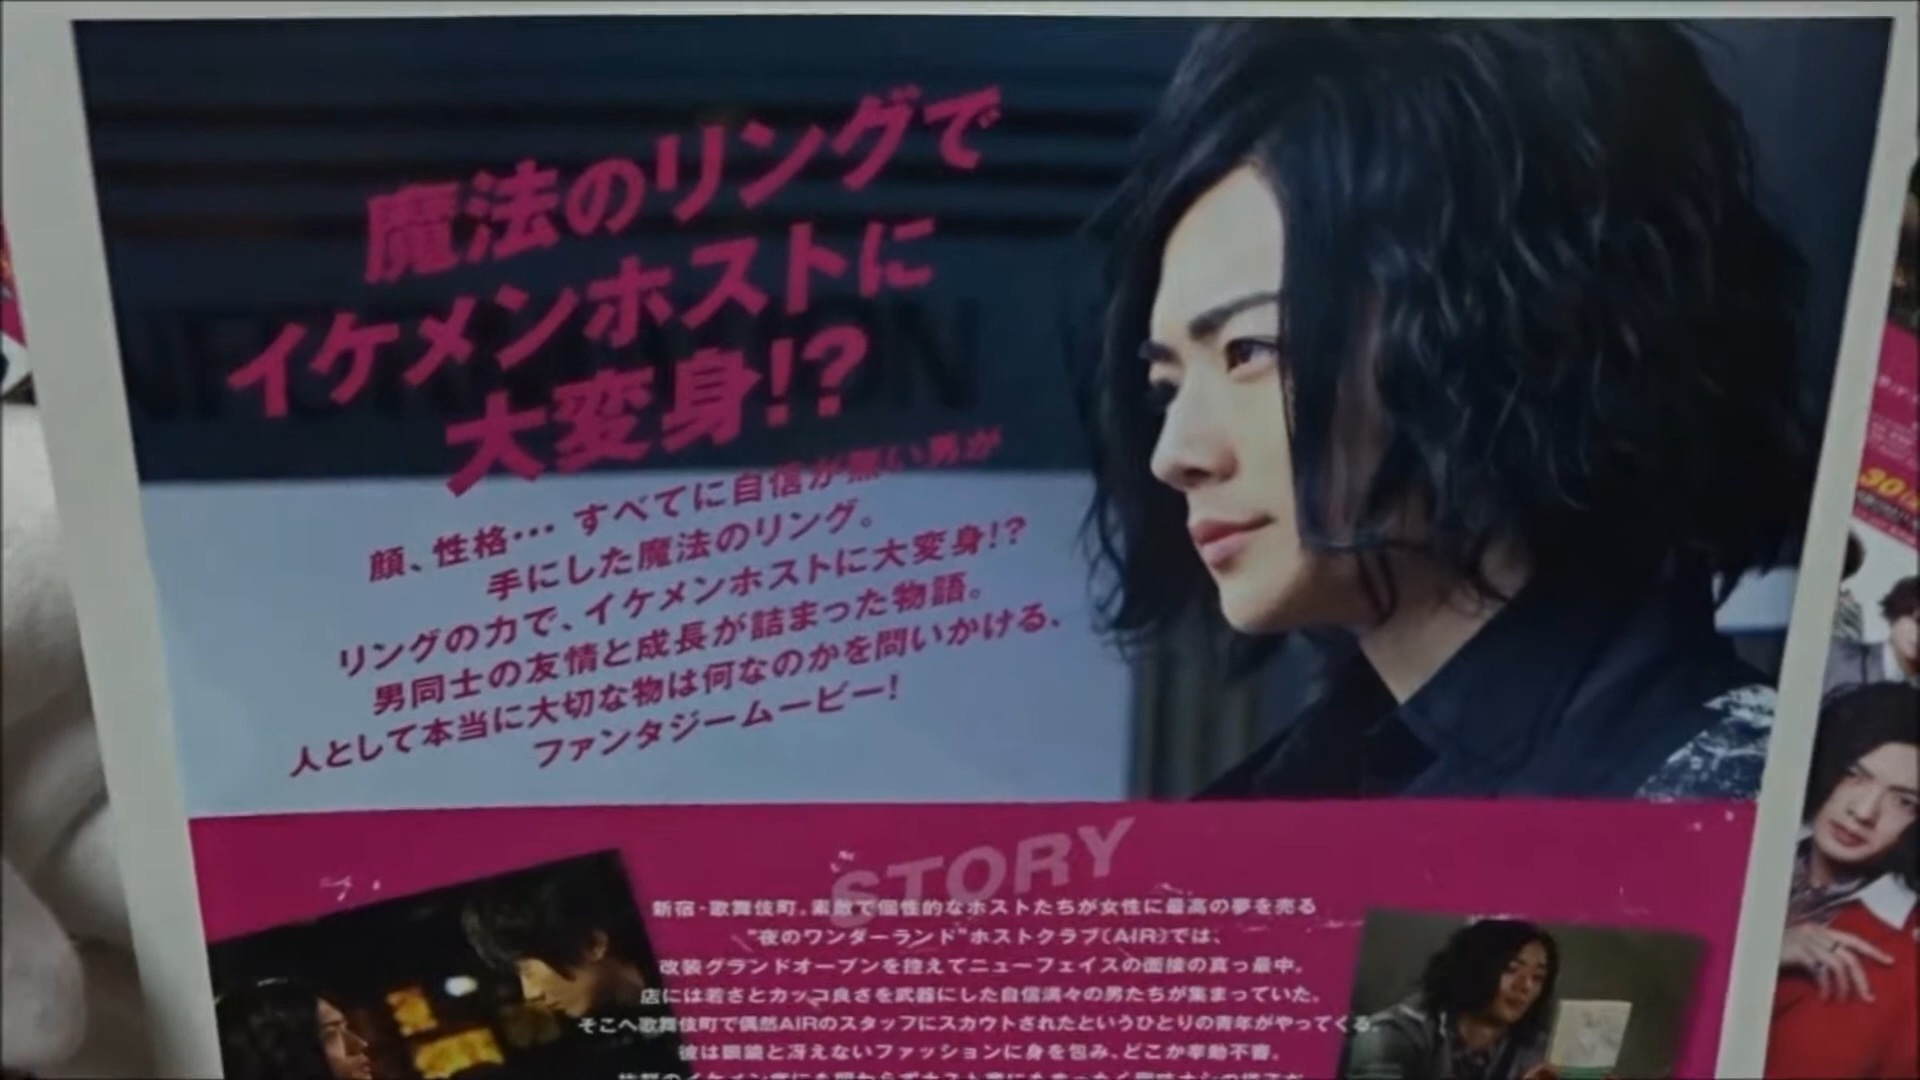 魔法のリングで
イケメンホストに
大変身!?
顔、性格… すべてに自信が無い男が
手にした魔法のリング。
リングの力で、イケメンホストに大変身!?
男同士の友情と成長が詰まった物語。
人として本当に大切な物は何なのかを問いかける、
ファンタジームービー!
STORY
新宿・歌舞伎町。素敵で個性的なホストたちが女性に最高の夢を売る
"夜のワンダーランド"ホストクラブ〔AIR〕では、
改装グランドオープンを控えてニューフェイスの面接の真っ最中。
店には若さとカッコ良さを武器にした自信満々の男たちが集まっていた。
そこへ歌舞伎町で偶然AIRのスタッフにスカウトされたというひとりの青年がやってくる。
彼は眼鏡と冴えないファッションに身を包み、どこか挙動不審。
30